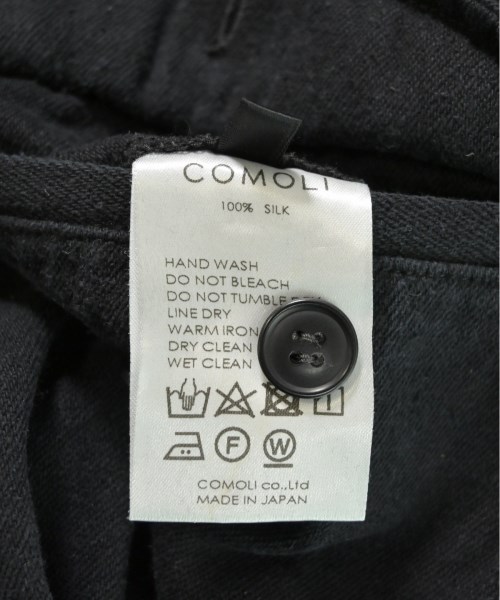 COMOLI
100% SILK
HAND WASH
DO NOT BLEACH
DO NOT TUMBLE
LINE DRY
WARM IRON
DRY CLEAN
WET CLEAN
F W
COMOLI co.,Ltd
MADE IN JAPAN